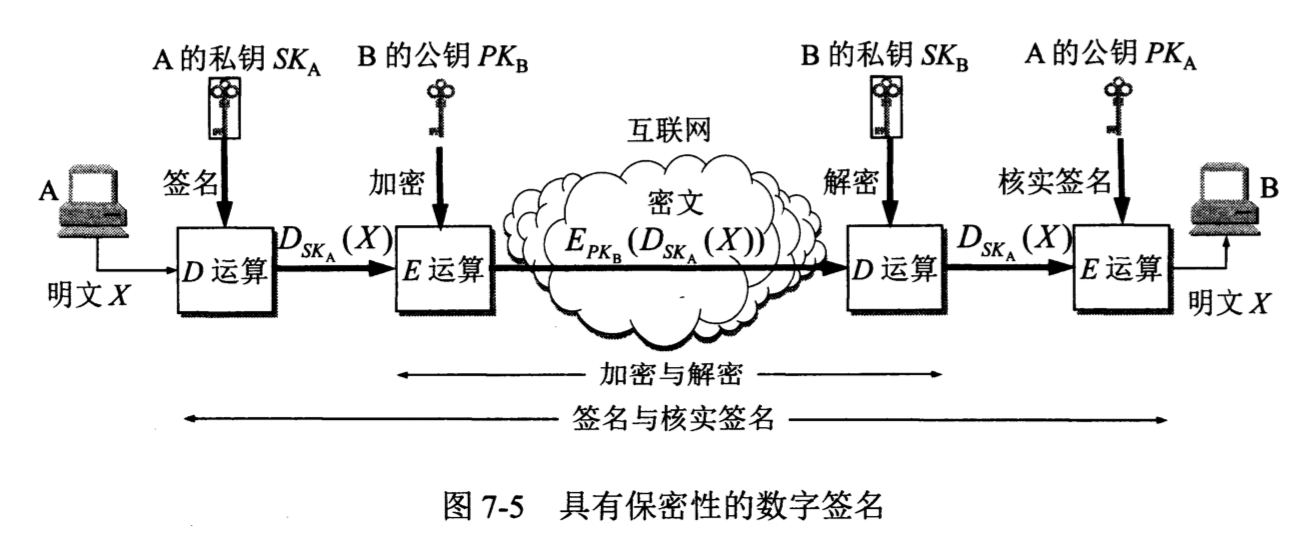 A 的私钥 SK_A
B 的公钥 PK_B
B 的私钥 SK_B
A 的公钥 PK_A
互联网
签名
加密
密文
解密
核实签名
A
B
D_{SK_A}(X)
E_{PK_B}(D_{SK_A}(X))
D_{SK_A}(X)
D 运算
E 运算
D 运算
E 运算
明文 X
明文 X
加密与解密
签名与核实签名
图 7-5 具有保密性的数字签名